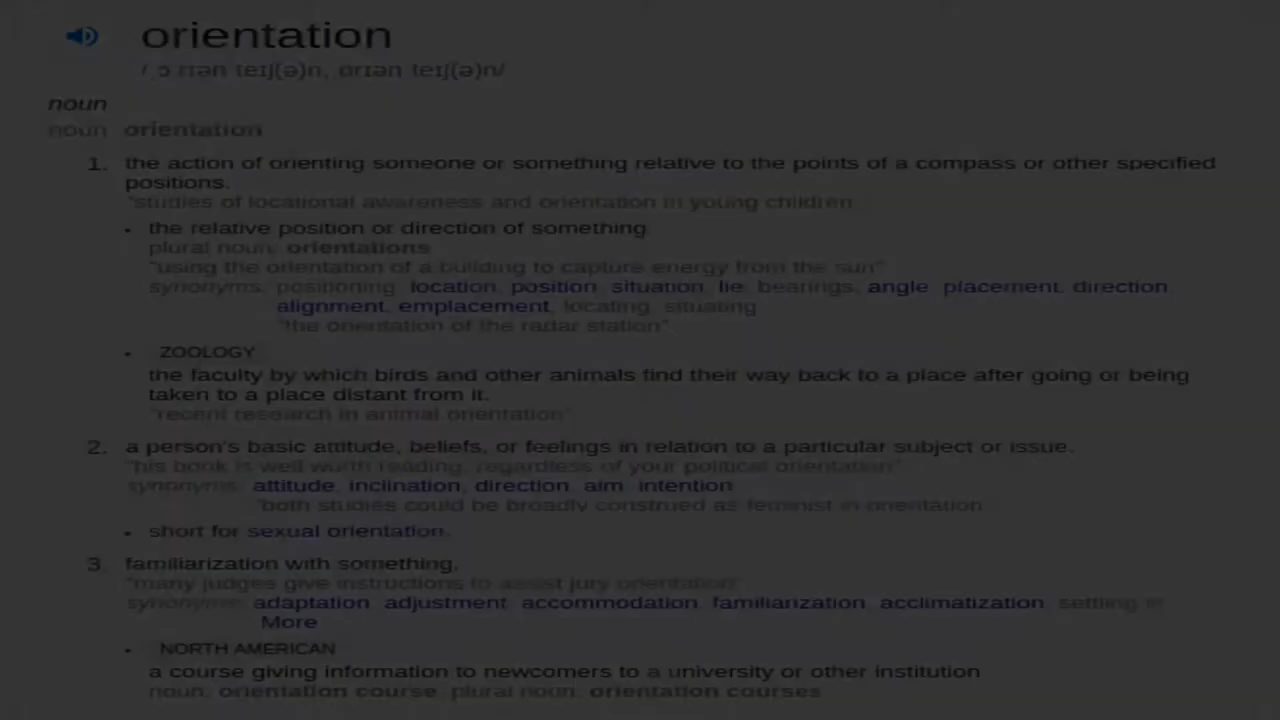 orientation
/ˌɔːrɪənˈteɪʃ(ə)n, ˌɒrɪənˈteɪʃ(ə)n/
noun
noun: orientation
1. the action of orienting someone or something relative to the points of a compass or other specified
positions.
"studies of locational awareness and orientation in young children"
• the relative position or direction of something.
plural noun: orientations
"using the orientation of a building to capture energy from the sun"
synonyms: positioning, location, position, situation, lie, bearings, angle, placement, direction,
alignment, emplacement, locating, situating
"the orientation of the radar station"
• ZOOLOGY
the faculty by which birds and other animals find their way back to a place after going or being
taken to a place distant from it.
"recent research in animal orientation"
2. a person's basic attitude, beliefs, or feelings in relation to a particular subject or issue.
"his book is well worth reading, regardless of your political orientation"
synonyms: attitude, inclination, direction, aim, intention
"both studies could be broadly construed as feminist in orientation"
• short for sexual orientation.
3. familiarization with something.
"many judges give instructions to assist jury orientation"
synonyms: adaptation, adjustment, accommodation, familiarization, acclimatization, settling in
More
• NORTH AMERICAN
a course giving information to newcomers to a university or other institution
noun: orientation course; plural noun: orientation courses